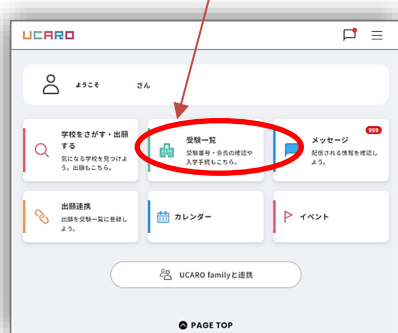 UCARO
ようこそ さん
学校をさがす・出願
する
気になる学校を見つけよ
う。出願もこちら。
受験一覧
受験番号・合否の確認や
入学手続もこちら。
999
メッセージ
配信される情報を確認し
よう。
出願連携
出願を受験一覧に登録し
よう。
カレンダー
イベント
UCARO familyと連携
PAGE TOP